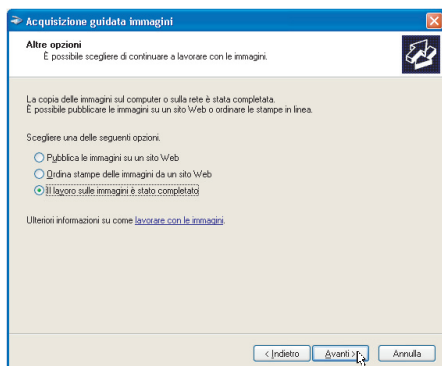 Acquisizione guidata immagini
Altre opzioni
È possibile scegliere di continuare a lavorare con le immagini.
La copia delle immagini sul computer o sulla rete è stata completata.
È possibile pubblicare le immagini su un sito Web o ordinare le stampe in linea.
Scegliere una delle seguenti opzioni.
Pubblica le immagini su un sito Web
Ordina stampe delle immagini da un sito Web
Il lavoro sulle immagini è stato completato
Ulteriori informazioni su come lavorare con le immagini.
< Indietro Avanti > Annulla